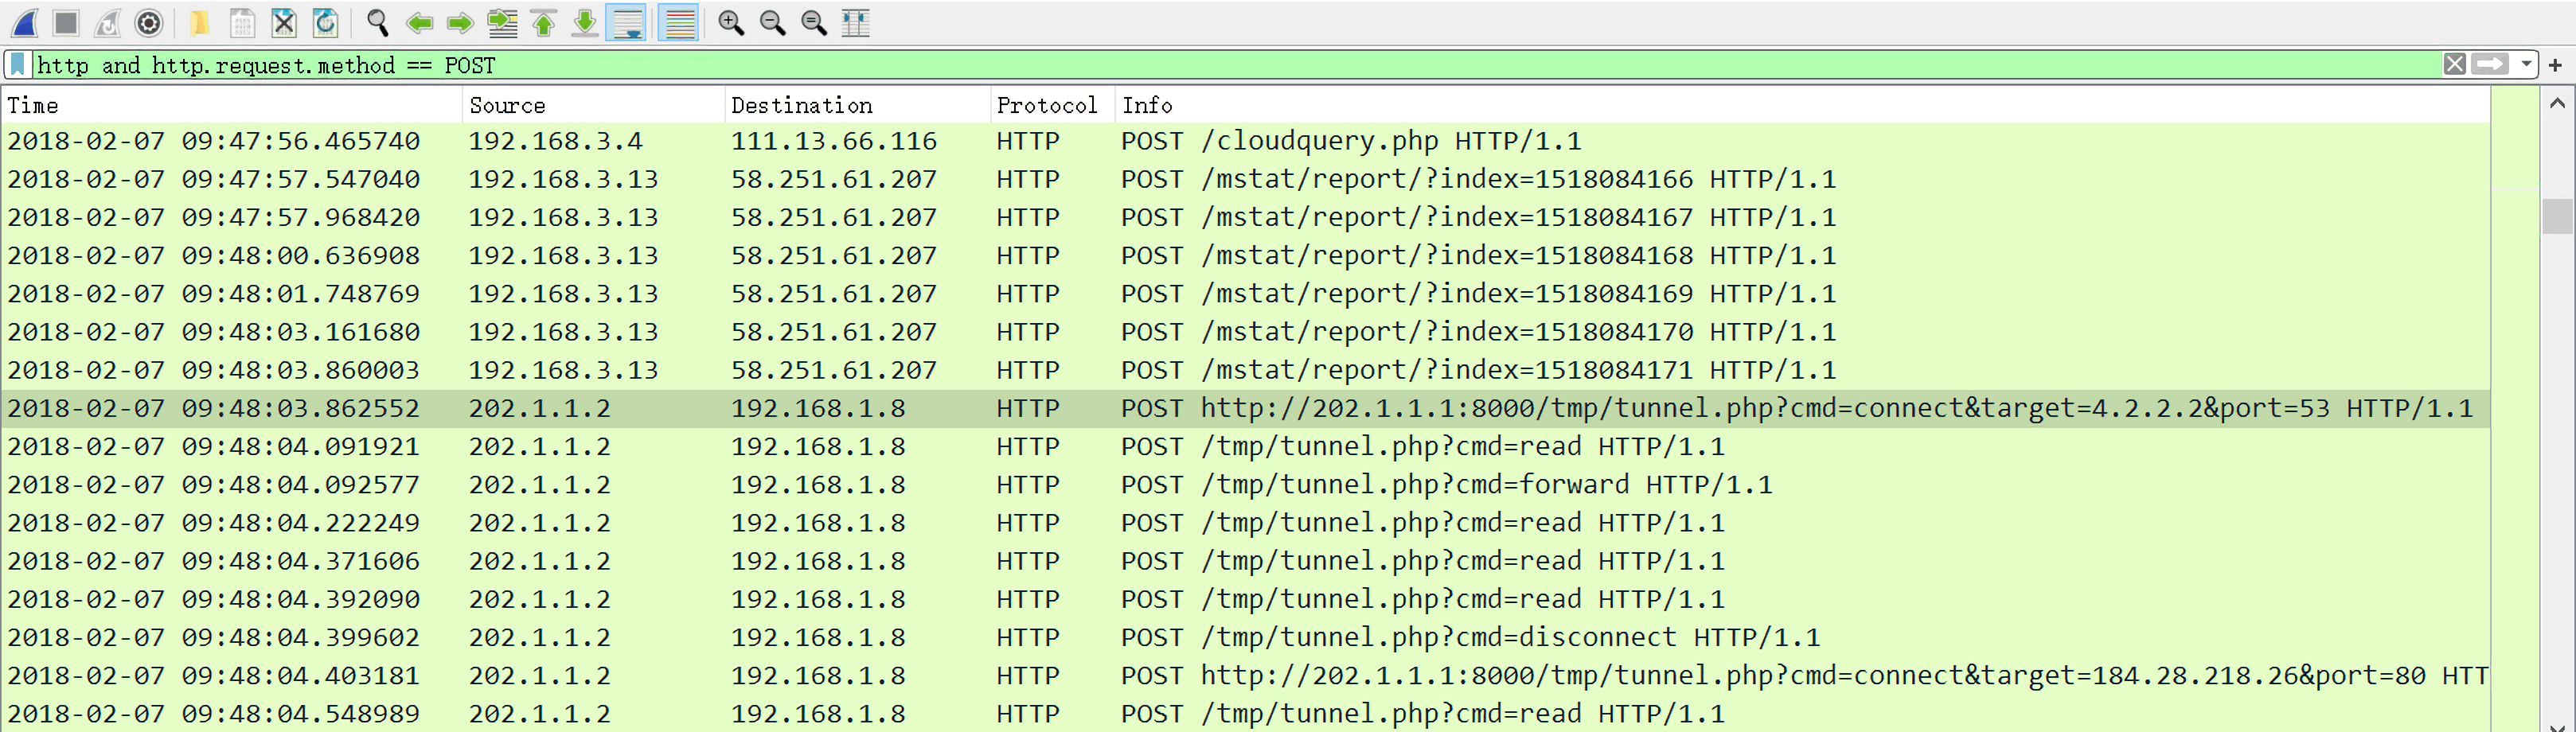 http and http.request.method == POST
Time Source Destination Protocol Info
2018-02-07 09:47:56.465740 192.168.3.4 111.13.66.116 HTTP POST /cloudquery.php HTTP/1.1
2018-02-07 09:47:57.547040 192.168.3.13 58.251.61.207 HTTP POST /mstat/report/?index=1518084166 HTTP/1.1
2018-02-07 09:47:57.968420 192.168.3.13 58.251.61.207 HTTP POST /mstat/report/?index=1518084167 HTTP/1.1
2018-02-07 09:48:00.636908 192.168.3.13 58.251.61.207 HTTP POST /mstat/report/?index=1518084168 HTTP/1.1
2018-02-07 09:48:01.748769 192.168.3.13 58.251.61.207 HTTP POST /mstat/report/?index=1518084169 HTTP/1.1
2018-02-07 09:48:03.161680 192.168.3.13 58.251.61.207 HTTP POST /mstat/report/?index=1518084170 HTTP/1.1
2018-02-07 09:48:03.860003 192.168.3.13 58.251.61.207 HTTP POST /mstat/report/?index=1518084171 HTTP/1.1
2018-02-07 09:48:03.862552 202.1.1.2 192.168.1.8 HTTP POST http://202.1.1.1:8000/tmp/tunnel.php?cmd=connect&target=4.2.2.2&port=53 HTTP/1.1
2018-02-07 09:48:04.091921 202.1.1.2 192.168.1.8 HTTP POST /tmp/tunnel.php?cmd=read HTTP/1.1
2018-02-07 09:48:04.092577 202.1.1.2 192.168.1.8 HTTP POST /tmp/tunnel.php?cmd=forward HTTP/1.1
2018-02-07 09:48:04.222249 202.1.1.2 192.168.1.8 HTTP POST /tmp/tunnel.php?cmd=read HTTP/1.1
2018-02-07 09:48:04.371606 202.1.1.2 192.168.1.8 HTTP POST /tmp/tunnel.php?cmd=read HTTP/1.1
2018-02-07 09:48:04.392090 202.1.1.2 192.168.1.8 HTTP POST /tmp/tunnel.php?cmd=read HTTP/1.1
2018-02-07 09:48:04.399602 202.1.1.2 192.168.1.8 HTTP POST /tmp/tunnel.php?cmd=disconnect HTTP/1.1
2018-02-07 09:48:04.403181 202.1.1.2 192.168.1.8 HTTP POST http://202.1.1.1:8000/tmp/tunnel.php?cmd=connect&target=184.28.218.26&port=80 HTT
2018-02-07 09:48:04.548989 202.1.1.2 192.168.1.8 HTTP POST /tmp/tunnel.php?cmd=read HTTP/1.1